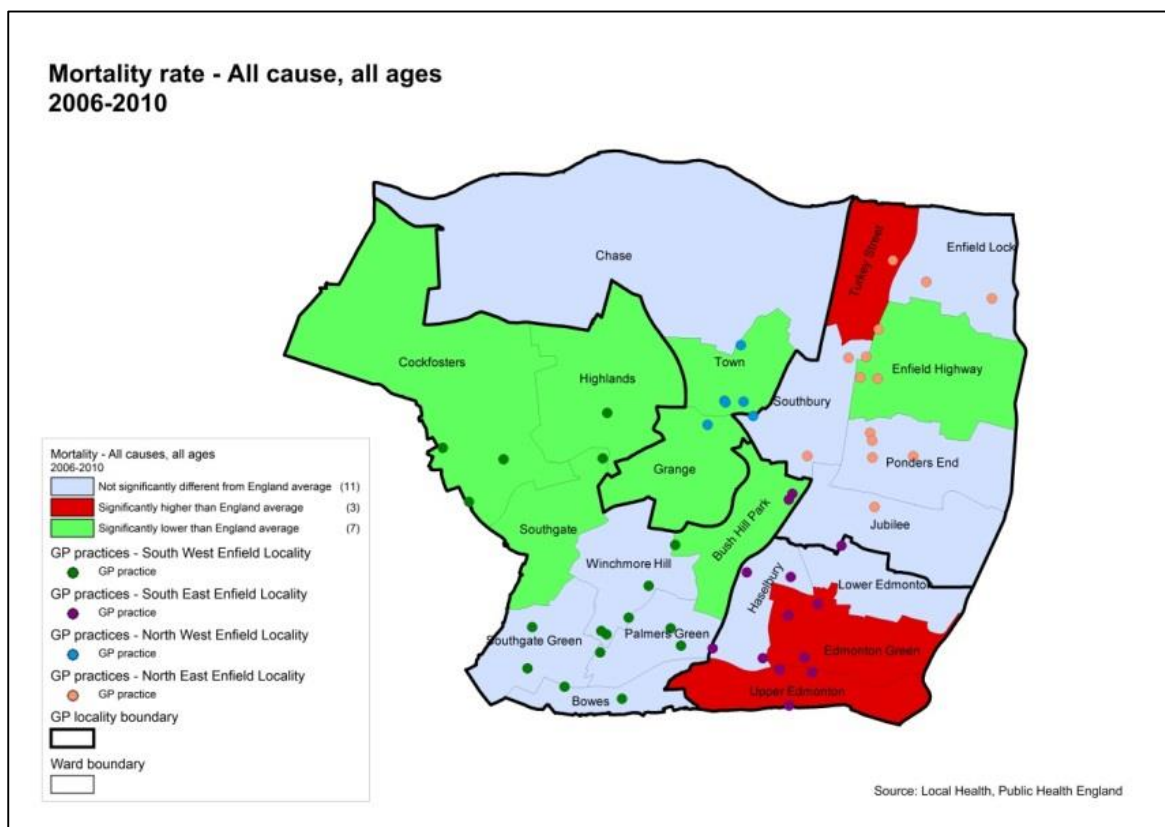 Mortality rate - All cause, all ages
2006-2010
Chase
Turkey Street
Enfield Lock
Cockfosters
Highlands
Town
Enfield Highway
Southbury
Grange
Ponders End
Bush Hill Park
Jubilee
Southgate
Winchmore Hill
Haselbury
Lower Edmonton
Southgate Green
Palmers Green
Edmonton Green
Bowes
Upper Edmonton
Mortality - All causes, all ages
2006-2010
Not significantly different from England average (11)
Significantly higher than England average (3)
Significantly lower than England average (7)
GP practices - South West Enfield Locality
GP practice
GP practices - South East Enfield Locality
GP practice
GP practices - North West Enfield Locality
GP practice
GP practices - North East Enfield Locality
GP practice
GP locality boundary
Ward boundary
Source: Local Health, Public Health England